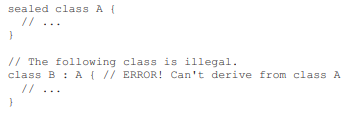 sealed class A {
  // ...
}

// The following class is illegal.
class B : A { // ERROR! Can't derive from class A
  // ...
}